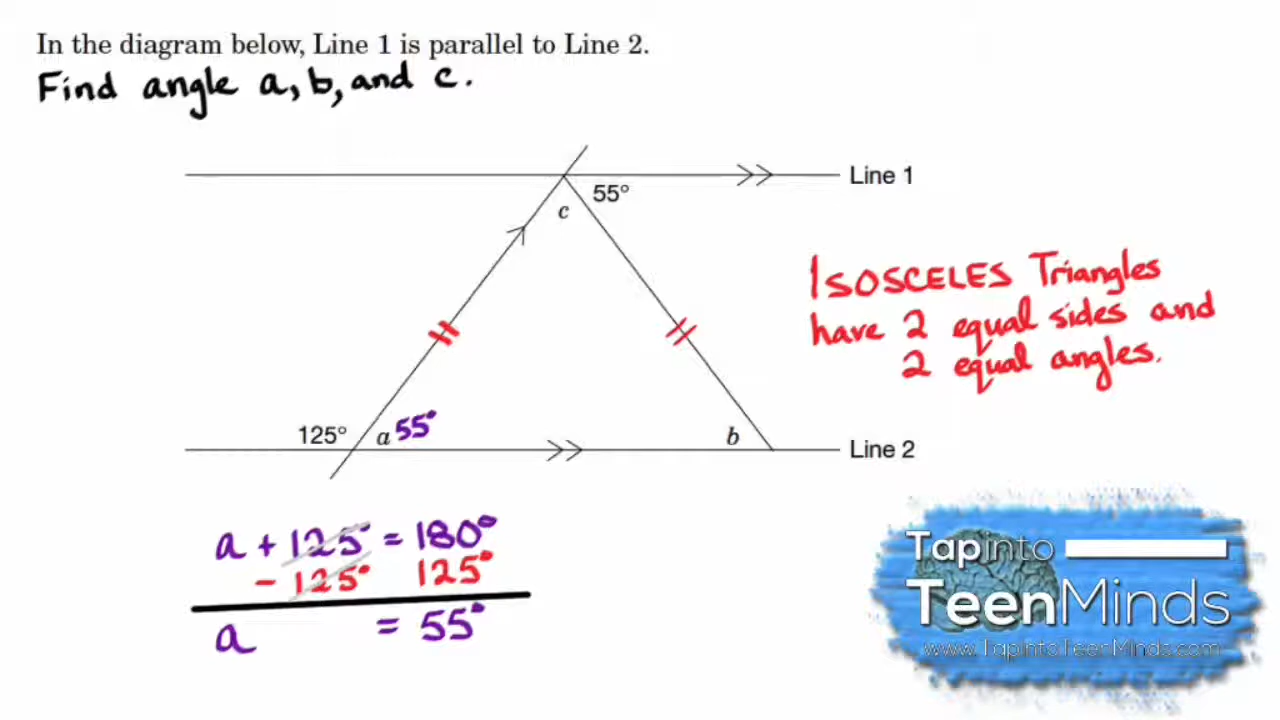 In the diagram below, Line 1 is parallel to Line 2.
Find angle a, b, and c.
Line 1
55°
c
ISOSCELES Triangles
have 2 equal sides and
2 equal angles.
125°
a 55°
b
Line 2
a + 125° = 180°
- 125° 125°
a = 55°
Tap into
TeenMinds
www.TapIntoTeenMinds.com